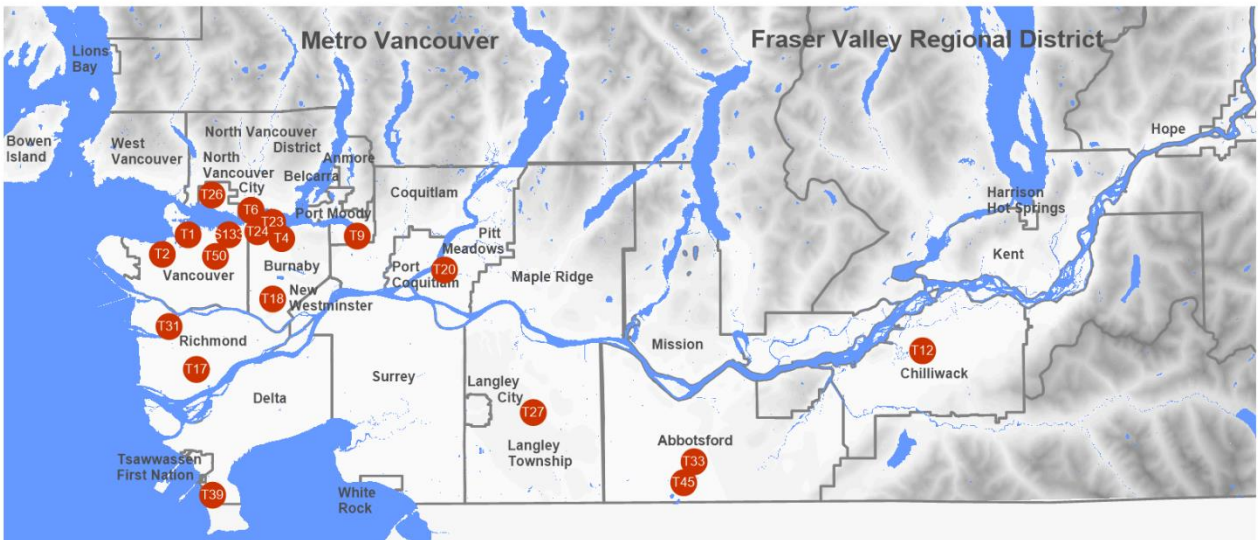 Metro Vancouver
Fraser Valley Regional District
Lions
Bay
Bowen
Island
West
Vancouver
North Vancouver
District
North
Vancouver
City
Anmore
Belcarra
Port Moody
Coquitlam
Pitt
Meadows
Port
Coquitlam
Maple Ridge
Hope
Harrison
Hot Springs
Kent
T26
T6
T23
T1
S133
T24
T4
T9
T2
T50
Vancouver
Burnaby
T20
T18
New
Westminster
T31
Richmond
T17
Mission
T12
Chilliwack
Delta
Surrey
Langley
City
T27
Langley
Township
Abbotsford
T33
T45
Tsawwassen
First Nation
T39
White
Rock